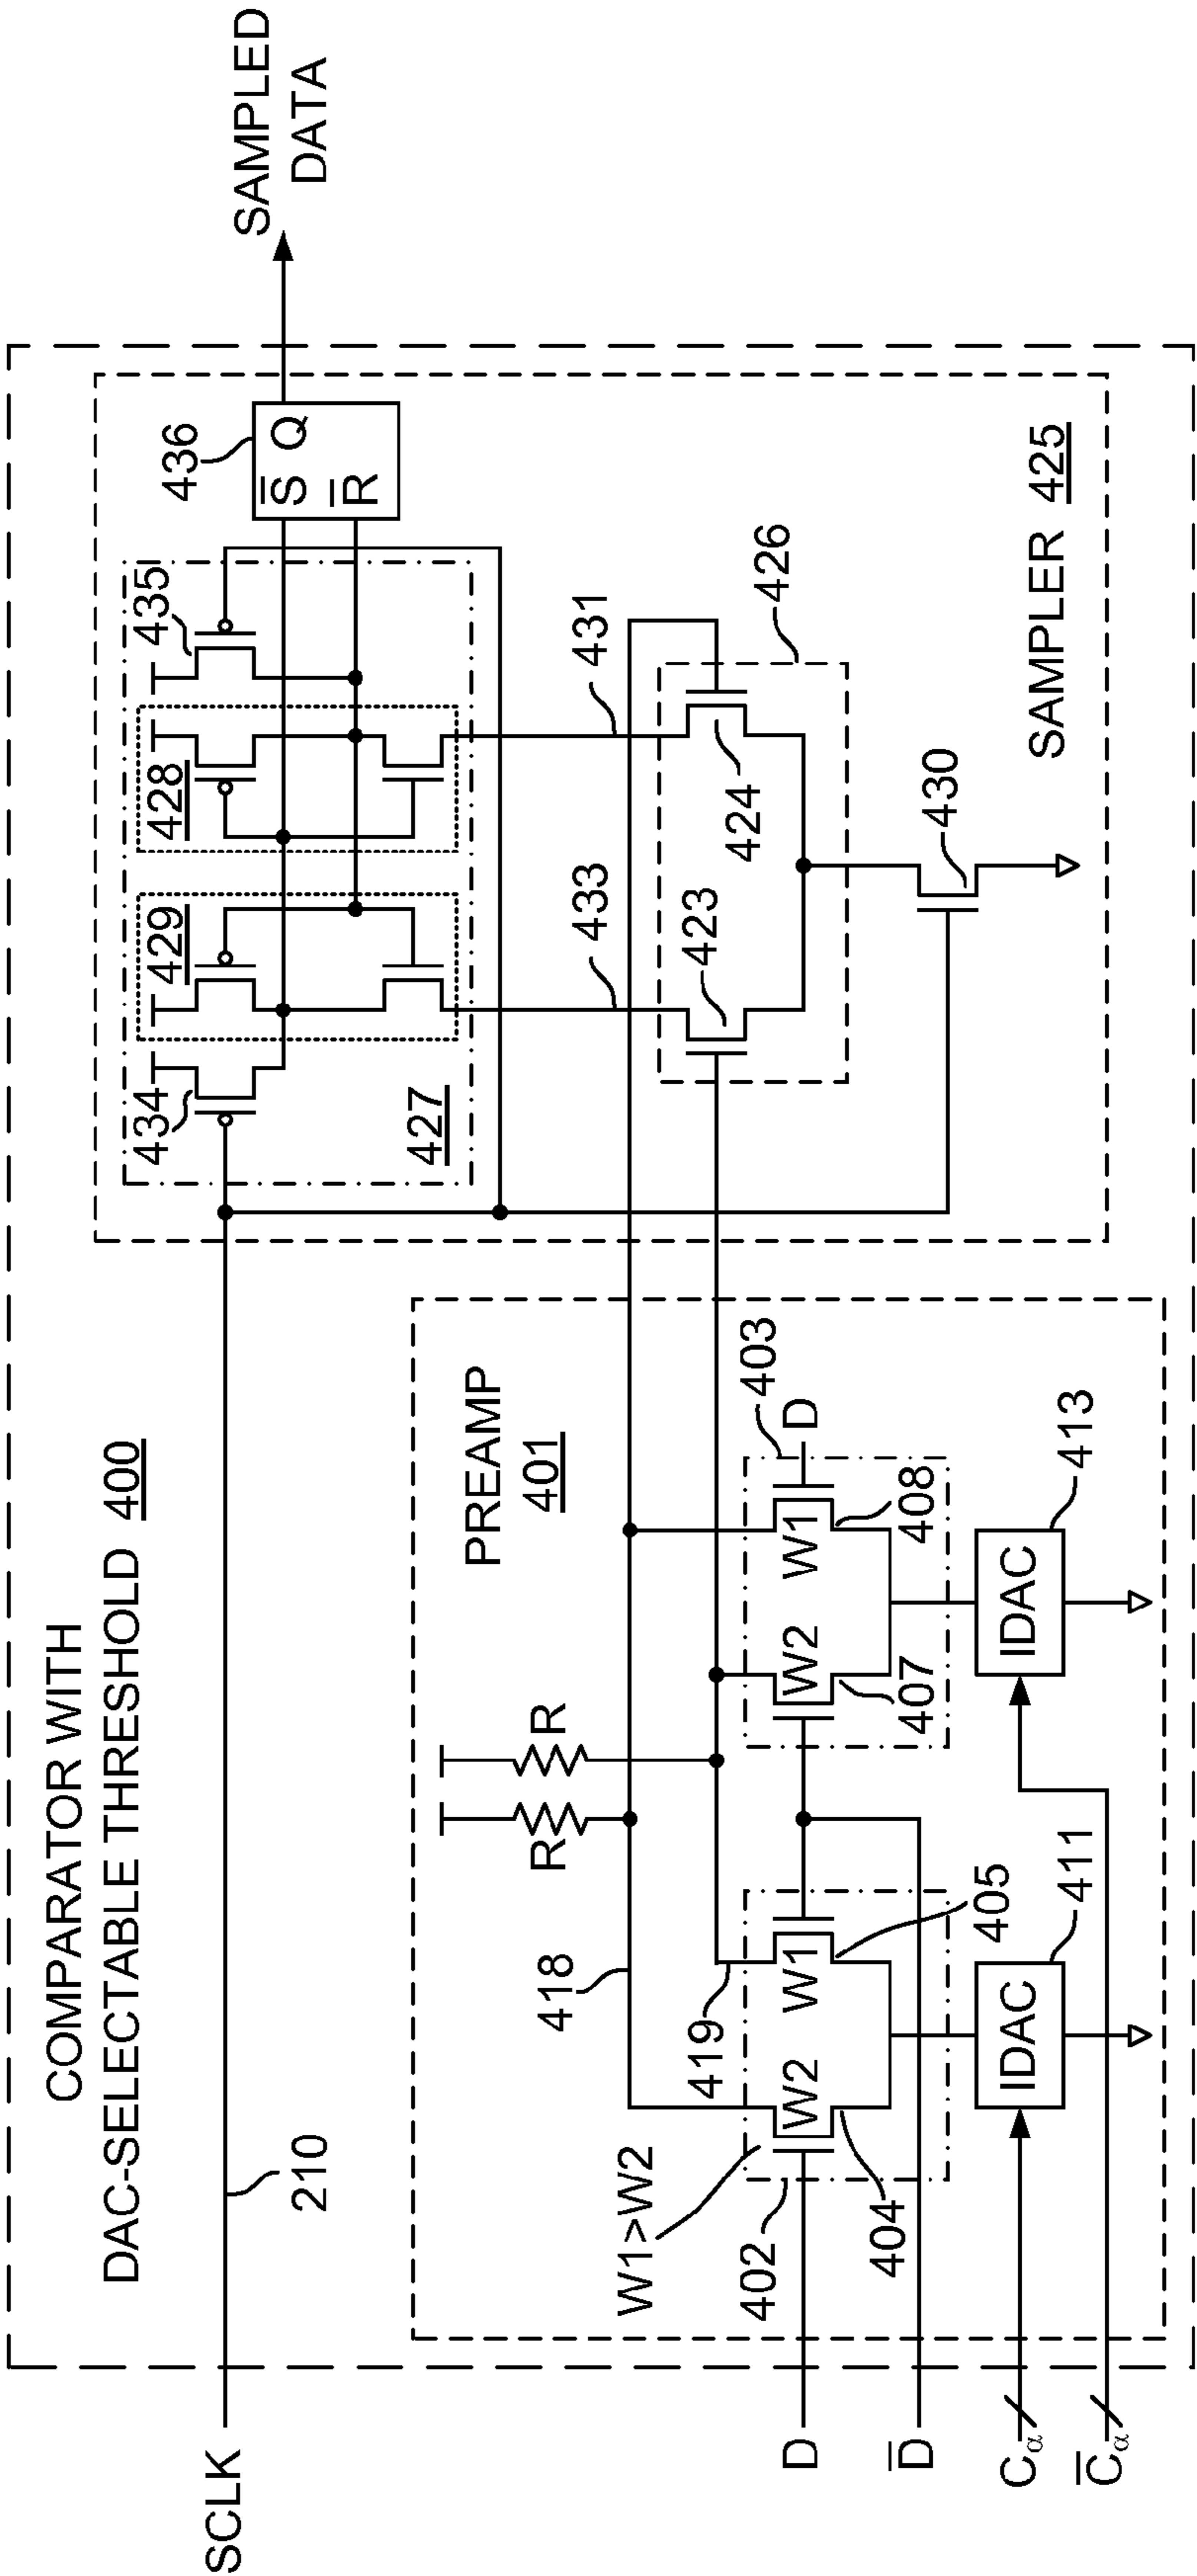 COMPARATOR WITH
DAC-SELECTABLE THRESHOLD 400
SCLK
210
SAMPLED
DATA
436
S̅ Q
R̅
434
429
428
435
427
433
431
426
423
424
430
SAMPLER 425
PREAMP
401
R
R
418
419
W1>W2
402
W2
W1
404
405
403
W2
W1
D
407
408
IDAC
411
IDAC
413
D
D̅
Cα
C̅α